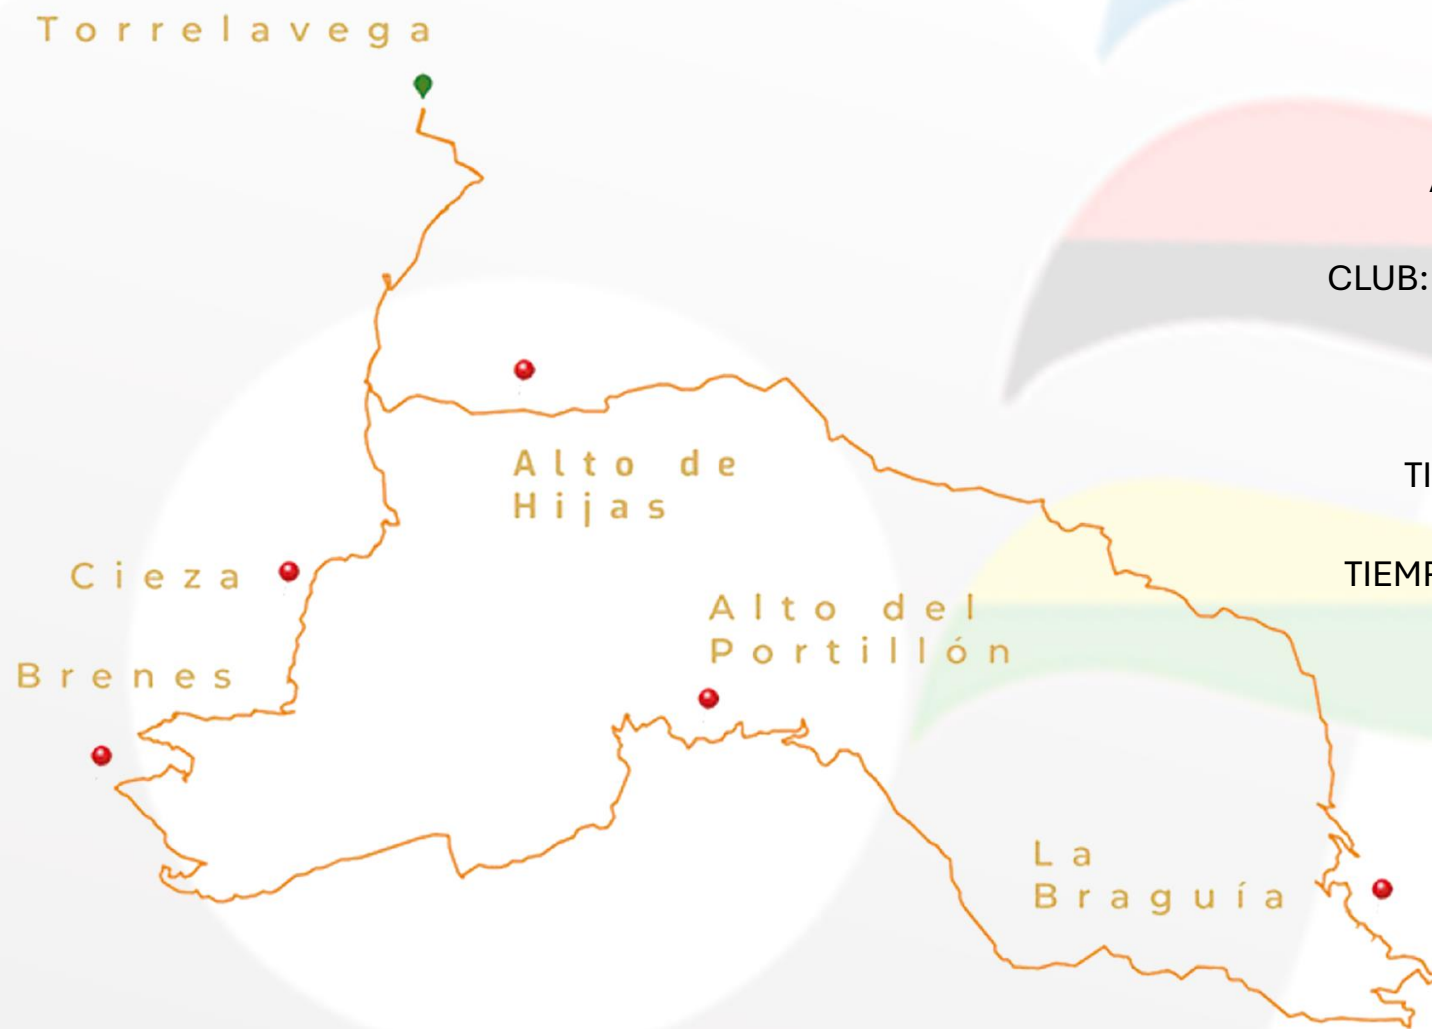 Torrelavega
CLUB:
Alto de
Hijas
Cieza
Alto del
Portillón
Brenes
La
Braguía